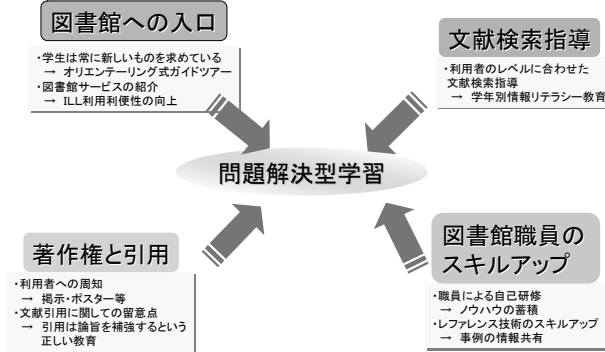 図書館への入口
・学生は常に新しいものを求めている
→ オリエンテーリング式ガイドツアー
・図書館サービスの紹介
→ ILL利用利便性の向上
文献検索指導
・利用者のレベルに合わせた
文献検索指導
→ 学年別情報リテラシー教育
問題解決型学習
著作権と引用
・利用者への周知
→ 掲示・ポスター等
・文献引用に関しての留意点
→ 引用は論旨を補強するという
正しい教育
図書館職員の
スキルアップ
・職員による自己研修
→ ノウハウの蓄積
・レファレンス技術のスキルアップ
→ 事例の情報共有